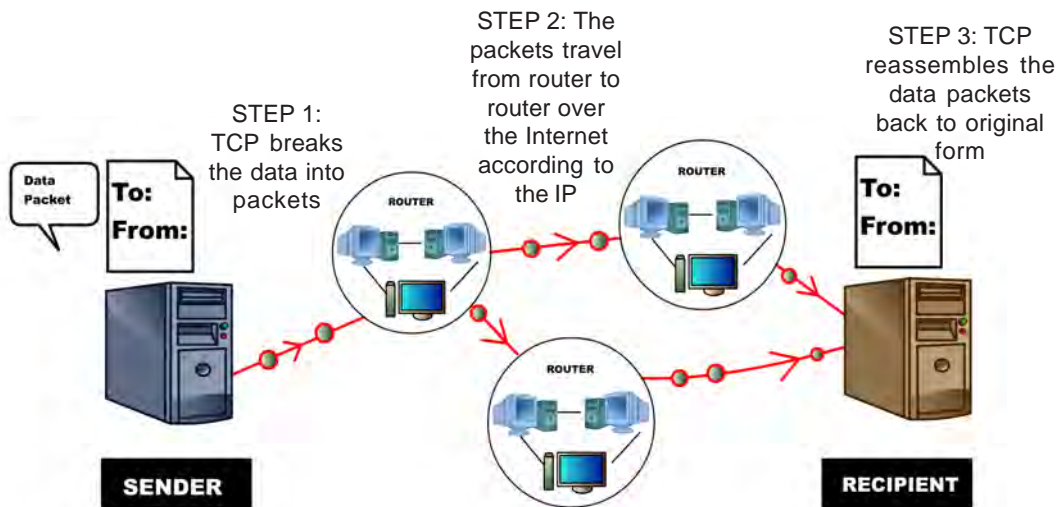 STEP 1:
TCP breaks
the data into
packets
STEP 2: The
packets travel
from router to
router over
the Internet
according to
the IP
STEP 3: TCP
reassembles the
data packets
back to original
form
Data
Packet
To:
From:
ROUTER
ROUTER
ROUTER
To:
From:
SENDER
RECIPIENT